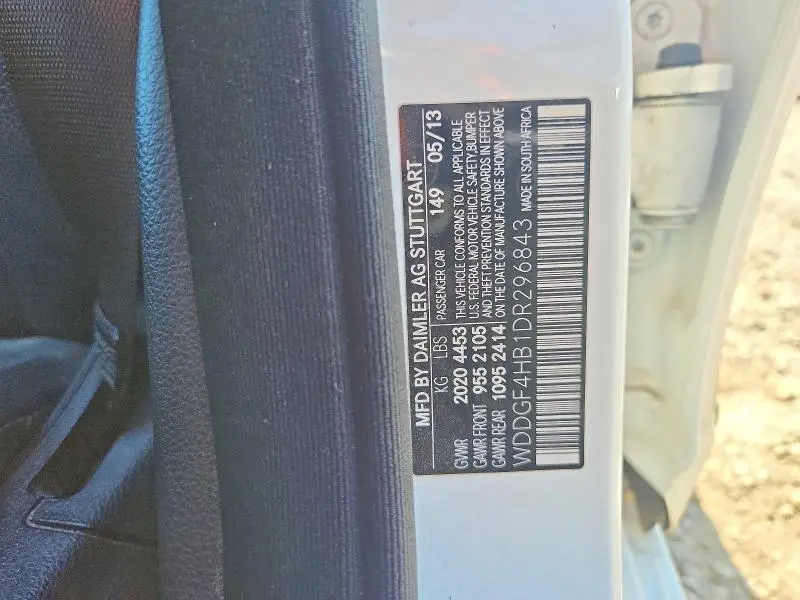 MFD BY DAIMLER AG STUTTGART
KG LBS PASSENGER CAR 149 05/13
GVWR 2020 4453 THIS VEHICLE CONFORMS TO ALL APPLICABLE
GAWR FRONT 955 2105 U.S. FEDERAL MOTOR VEHICLE SAFETY, BUMPER
AND THEFT PREVENTION STANDARDS IN EFFECT
GAWR REAR 1095 2414 ON THE DATE OF MANUFACTURE SHOWN ABOVE
WDDGF4HB1DR296843 MADE IN SOUTH AFRICA